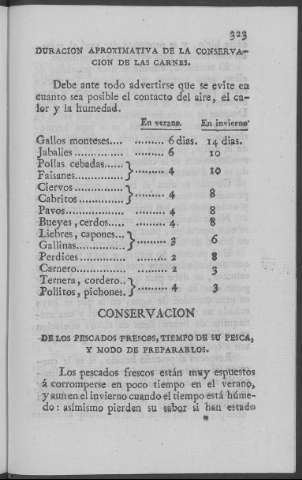 323
DURACION APROXIMATIVA DE LA CONSERVA-
CION DE LAS CARNES.
Debe ante todo advertirse que se evite en
cuanto sea posible el contacto del aire, el ca-
lor y la humedad.
En verano. En invierno.
Gallos monteses.... ......... 6 dias. 14 dias.
Jabalíes............... ......... 6 10
Pollas cebadas......
Faisanes.............. } ......... 4 10
Ciervos...............
Cabritos.............. } ......... 4 8
Pavos................. ......... 4 8
Bueyes, cerdos..... ......... 4 8
Liebres, capones...
Gallinas............... } ......... 3 6
Perdices.............. ......... 2 8
Carnero............... ......... 2 3
Ternera, cordero..
Pollitos, pichones. } ......... 4 3
CONSERVACION
DE LOS PESCADOS FRESCOS, TIEMPO DE SU PESCA,
Y MODO DE PREPARARLOS.
Los pescados frescos están muy espuestos
á corromperse en poco tiempo en el verano,
y aun en el invierno cuando el tiempo está húme-
do: asimismo pierden su sabor si han estado
*